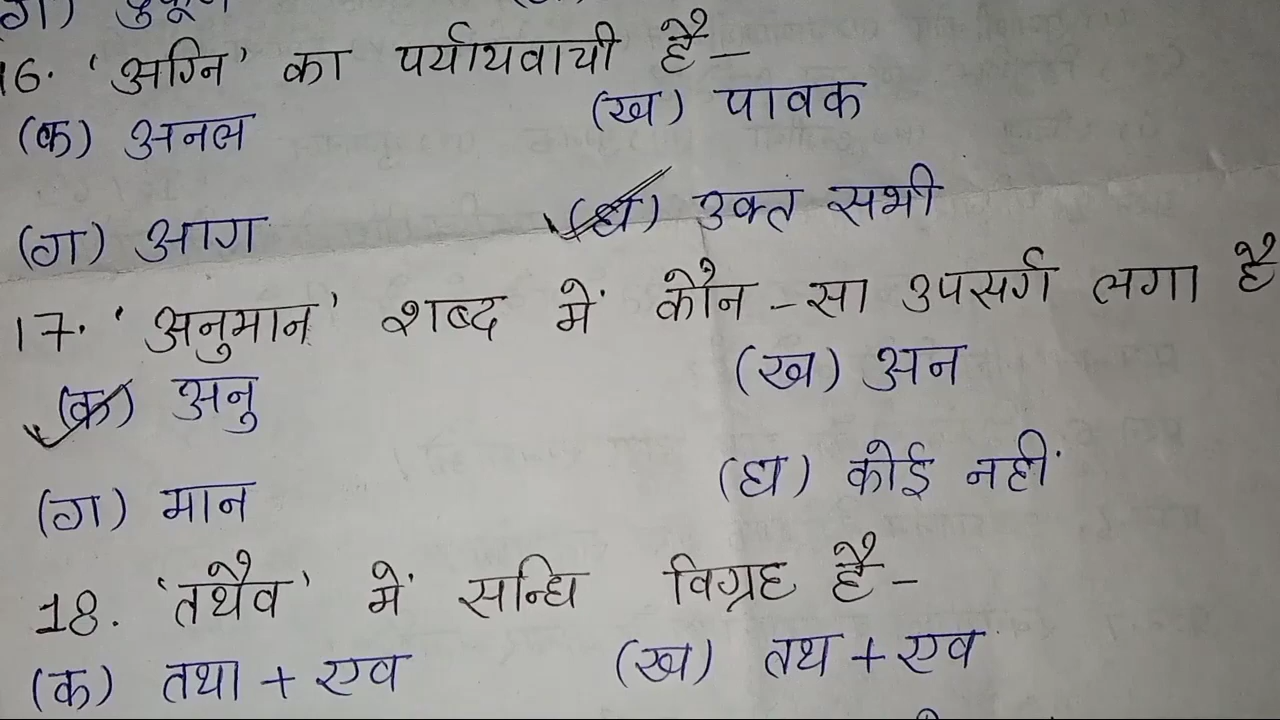 16. 'अग्नि' का पर्यायवाची है -
(क) अनल (ख) पावक
(ग) आग (घ) उक्त सभी
17. 'अनुमान' शब्द में कौन - सा उपसर्ग लगा है
(क) अनु (ख) अन
(ग) मान (घ) कोई नहीं
18. 'तथैव' में सन्धि विग्रह है -
(क) तथा + एव (ख) तथ + एव